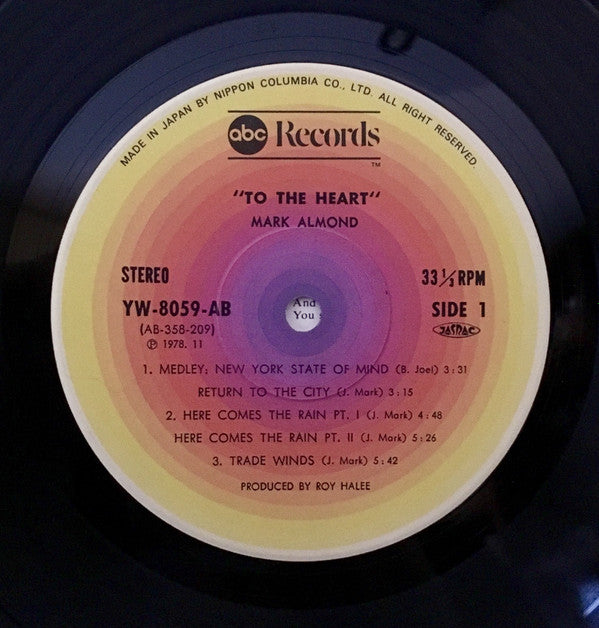 MADE IN JAPAN BY NIPPON COLUMBIA CO., LTD. ALL RIGHT RESERVED.
abc Records
TM
"TO THE HEART"
MARK ALMOND
STEREO 33 1/3 RPM
YW-8059-AB SIDE 1
(AB-358-209) JASRAC
Ⓟ 1978. 11
And
You
1. MEDLEY; NEW YORK STATE OF MIND (B. Joel) 3:31
RETURN TO THE CITY (J. Mark) 3:15
2. HERE COMES THE RAIN PT. I (J. Mark) 4:48
HERE COMES THE RAIN PT. II (J. Mark) 5:26
3. TRADE WINDS (J. Mark) 5:42
PRODUCED BY ROY HALEE